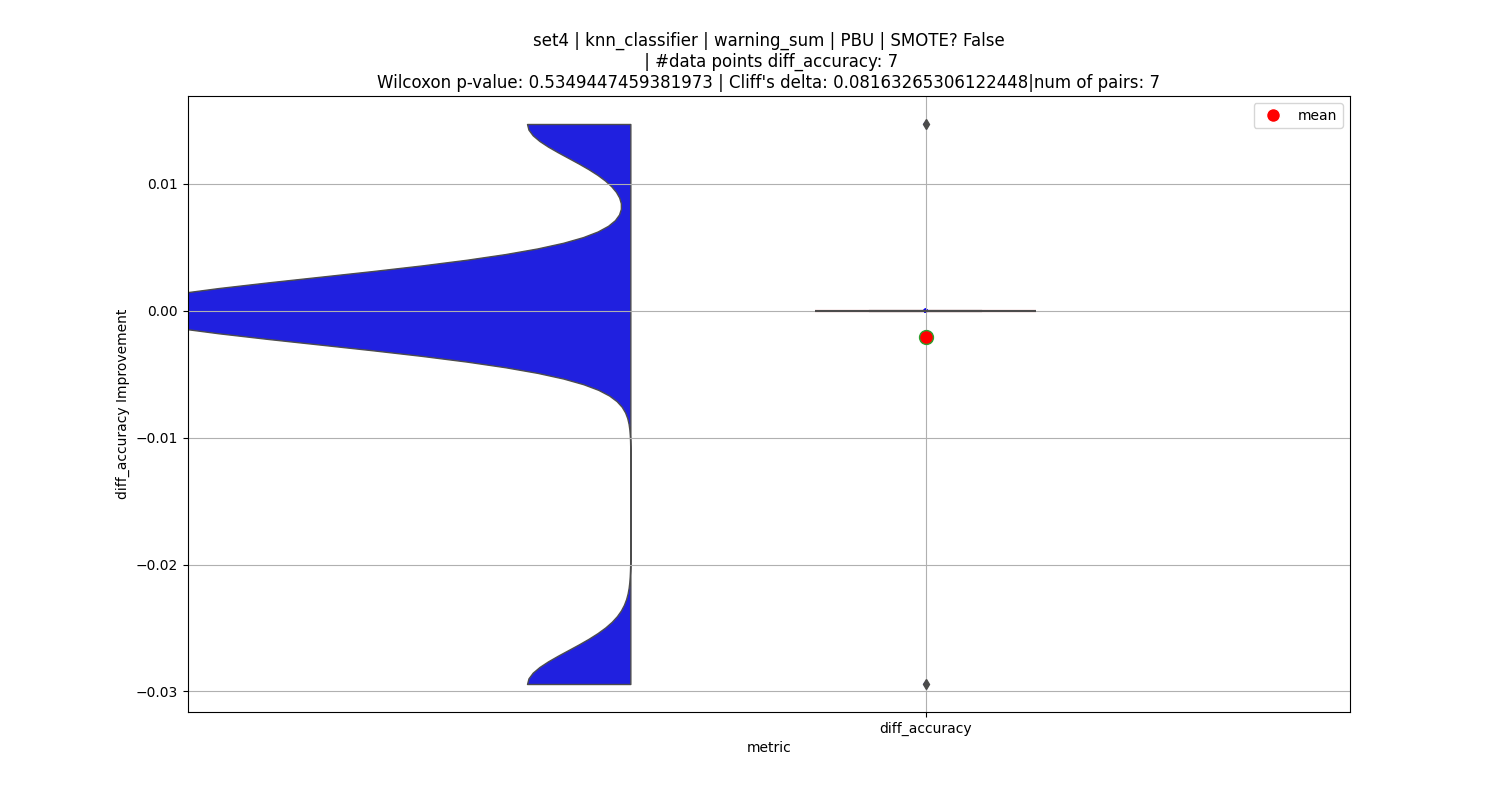 set4 | knn_classifier | warning_sum | PBU | SMOTE? False
| #data points diff_accuracy: 7
Wilcoxon p-value: 0.5349447459381973 | Cliff's delta: 0.08163265306122448|num of pairs: 7
mean
0.01
0.00
−0.01
−0.02
−0.03
diff_accuracy Improvement
diff_accuracy
metric